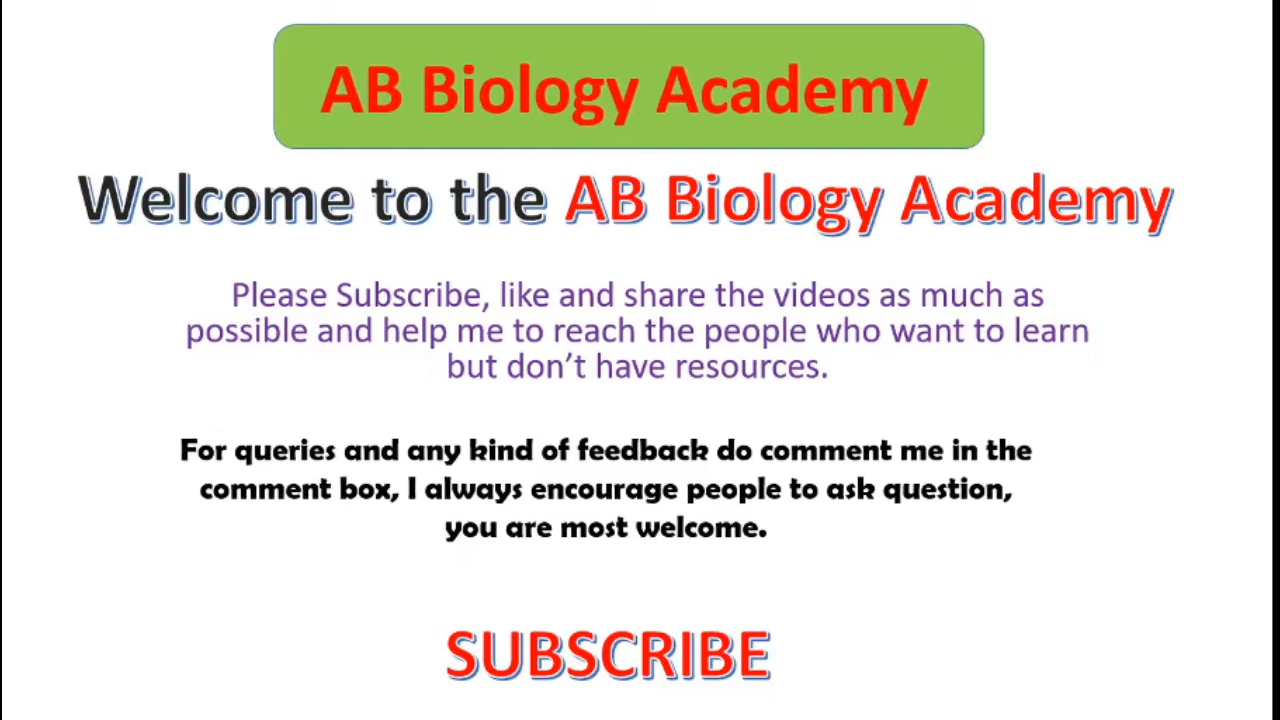 AB Biology Academy
Welcome to the AB Biology Academy
Please Subscribe, like and share the videos as much as
possible and help me to reach the people who want to learn
but don’t have resources.
For queries and any kind of feedback do comment me in the
comment box, I always encourage people to ask question,
you are most welcome.
SUBSCRIBE